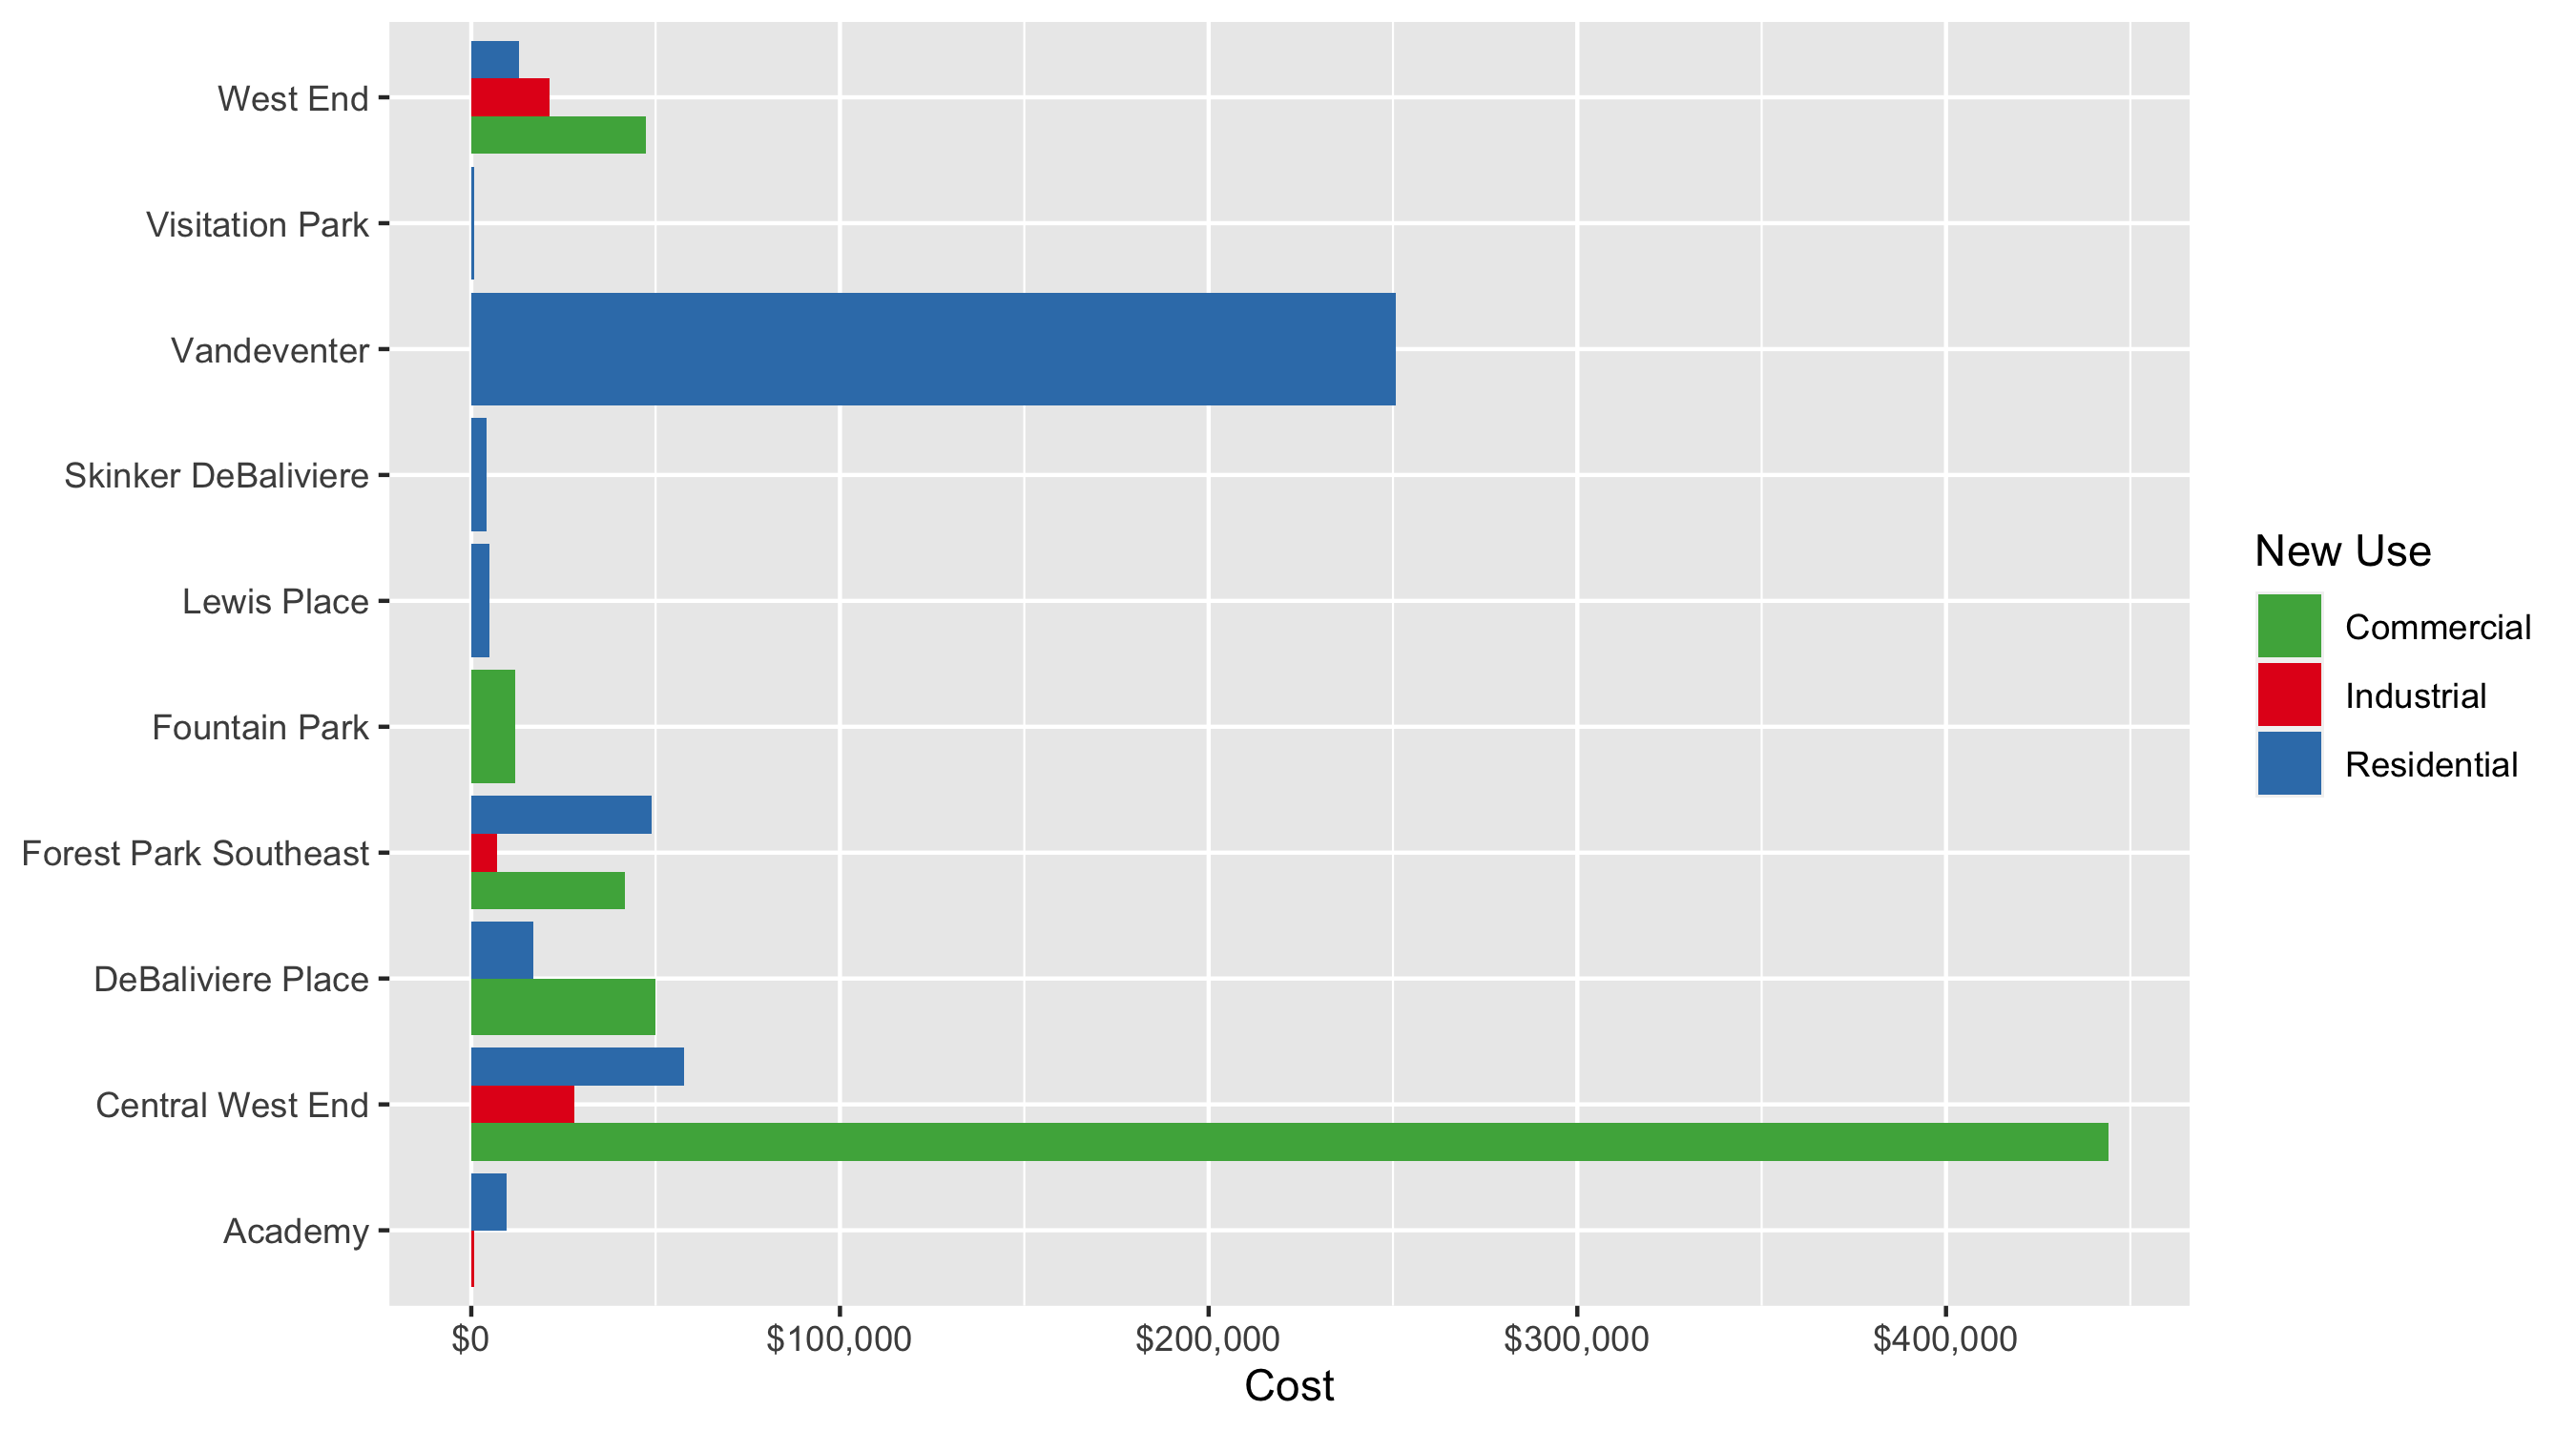 West End
Visitation Park
Vandeventer
Skinker DeBaliviere
Lewis Place
Fountain Park
Forest Park Southeast
DeBaliviere Place
Central West End
Academy
$0 $100,000 $200,000 $300,000 $400,000
Cost
New Use
Commercial
Industrial
Residential